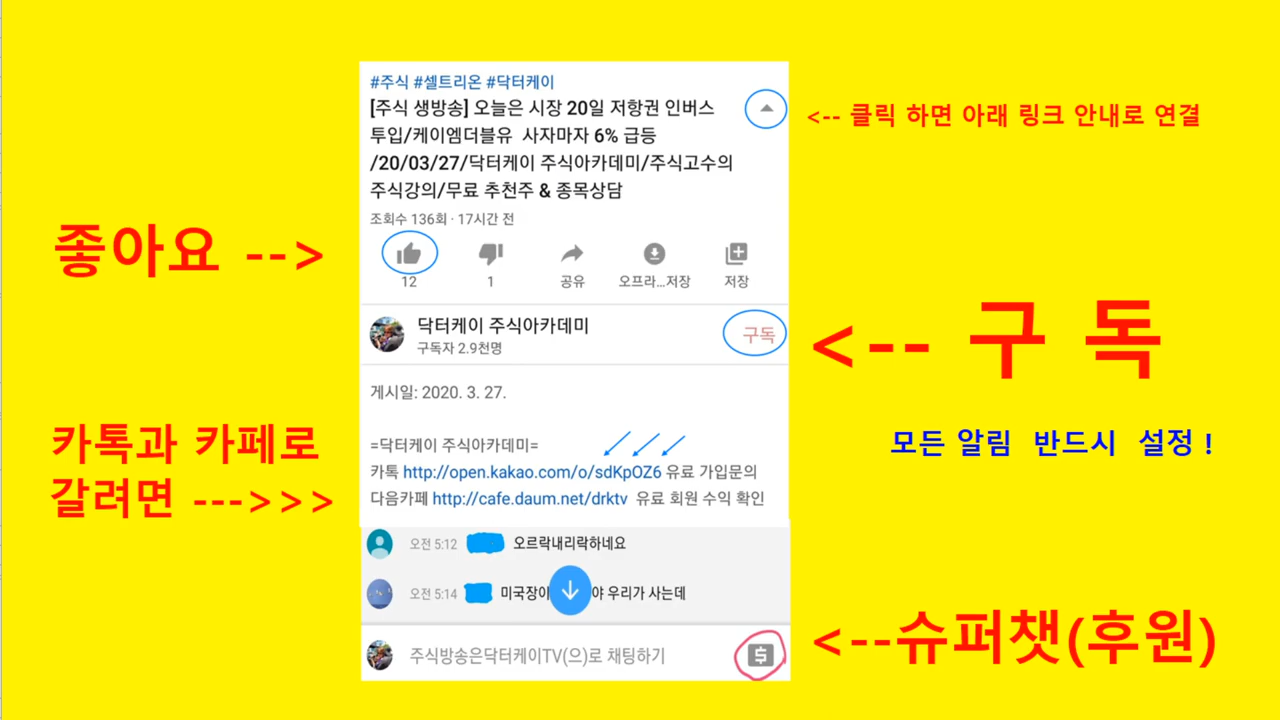 #주식 #셀트리온 #닥터케이
[주식 생방송] 오늘은 시장 20일 저항권 인버스
투입/케이엠더블유 사자마자 6% 급등
/20/03/27/닥터케이 주식아카데미/주식고수의
주식강의/무료 추천주 & 종목상담
<-- 클릭 하면 아래 링크 안내로 연결
조회수 136회 · 17시간 전
좋아요 -->
12
1
공유
오프라...저장
저장
닥터케이 주식아카데미
구독자 2.9천명
구독
<-- 구 독
게시일: 2020. 3. 27.
모든 알림 반드시 설정 !
카톡과 카페로
갈려면 --->>>
=닥터케이 주식아카데미=
카톡 http://open.kakao.com/o/sdKpOZ6 유료 가입문의
다음카페 http://cafe.daum.net/drktv 유료 회원 수익 확인
오전 5:12 오르락내리락하네요
오전 5:14 미국장이 야 우리가 사는데
주식방송은닥터케이TV(으)로 채팅하기
<--슈퍼챗(후원)